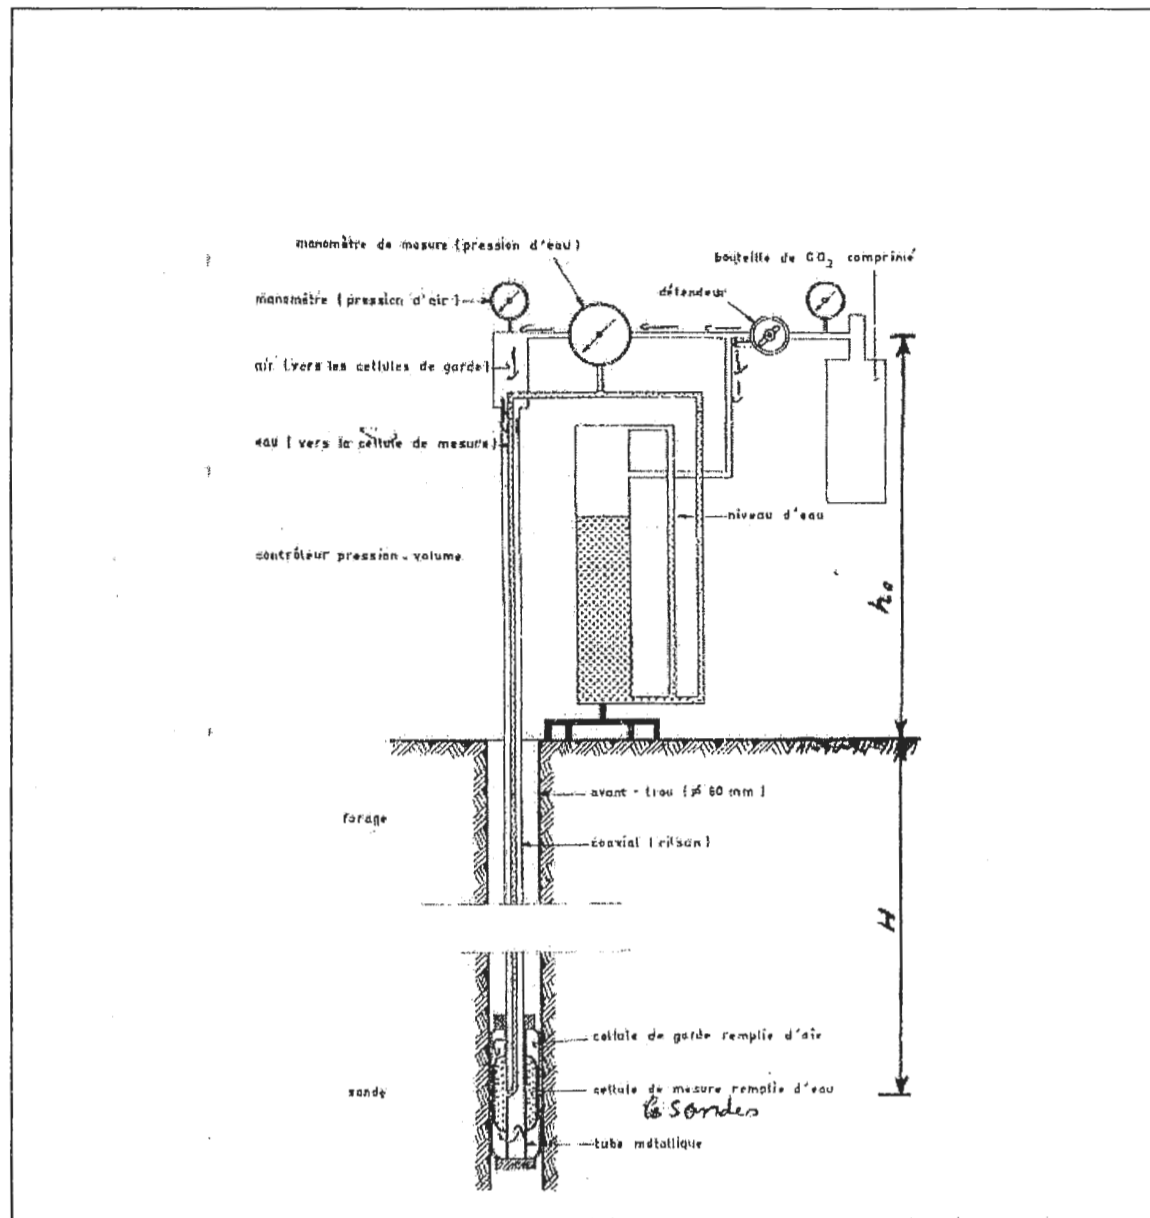 manomètre de mesure (pression d'eau)
bouteille de CO₂ comprimé
manomètre (pression d'air)
détendeur
air (vers les cellules de garde)
eau (vers la cellule de mesure)
niveau d'eau
contrôleur pression - volume
h₀
avant - trou (ø 60 mm)
forage
coaxial (rilsan)
H
cellule de garde remplie d'air
sonde
cellule de mesure remplie d'eau
sondes
tube métallique